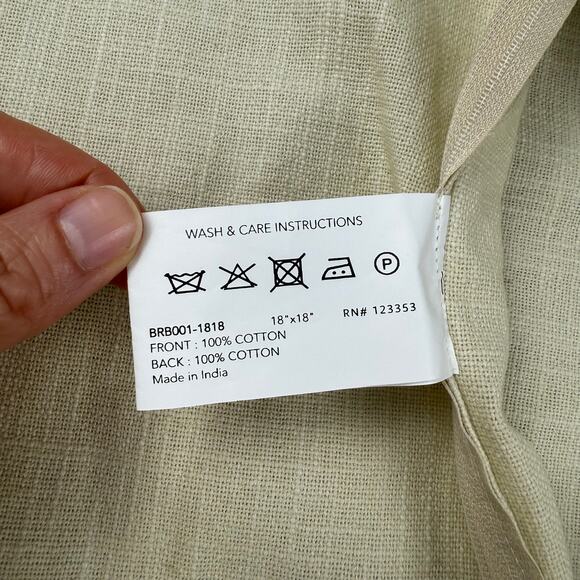 WASH & CARE INSTRUCTIONS
P
BRB001-1818 18"x18" RN# 123353
FRONT : 100% COTTON
BACK : 100% COTTON
Made in India